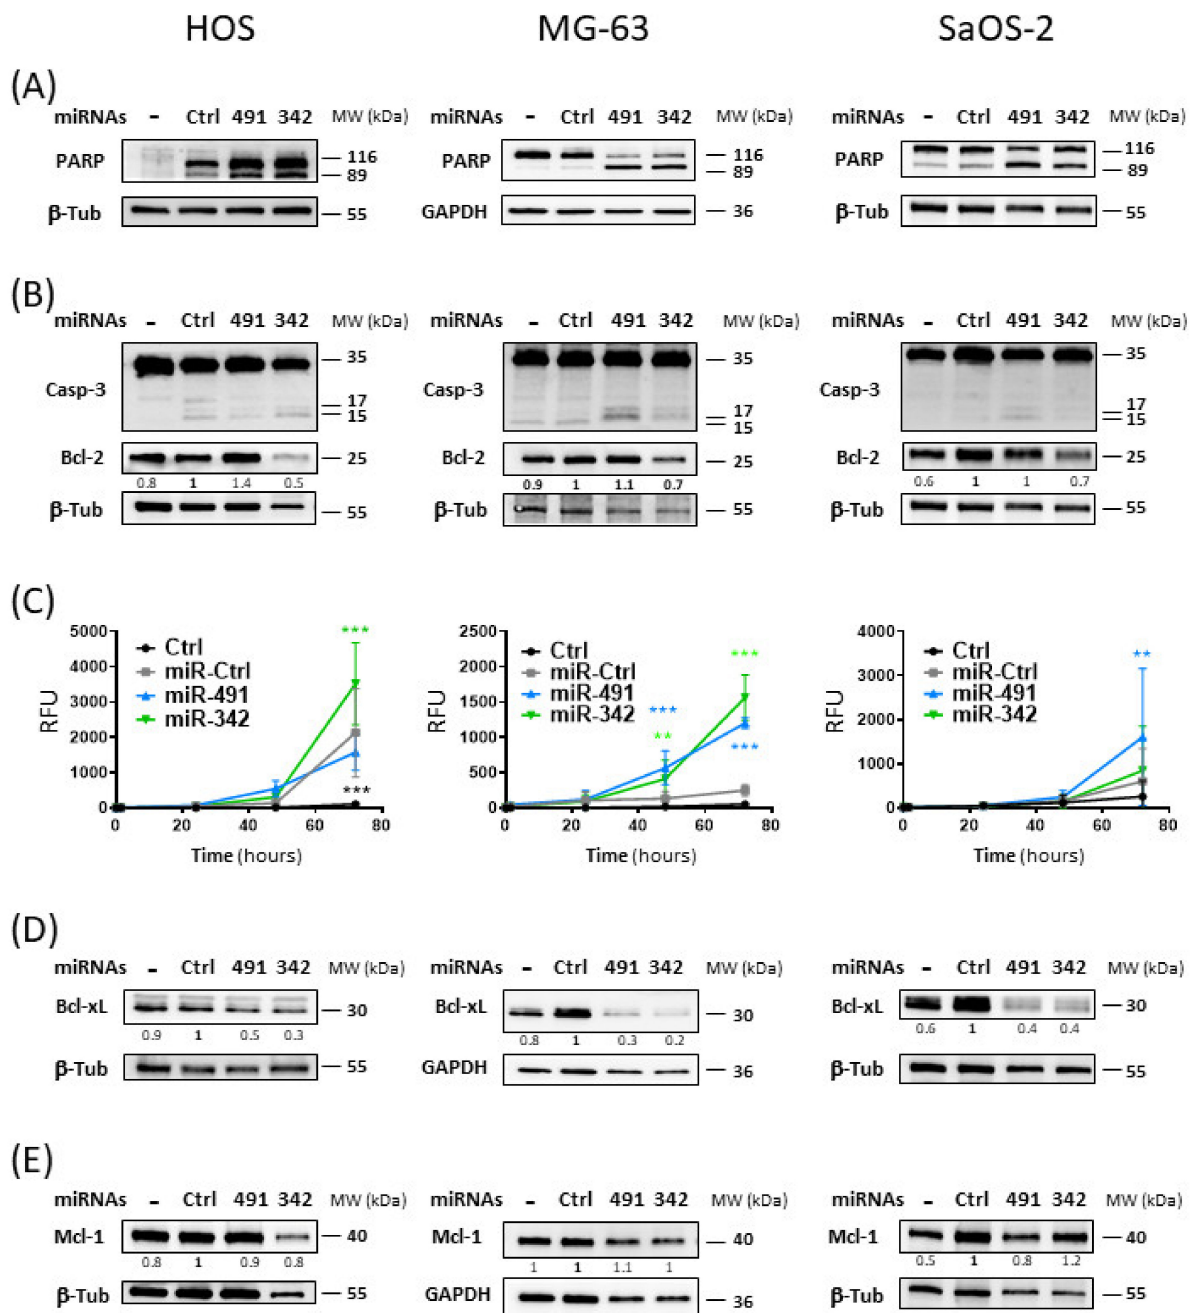 HOS MG-63 SaOS-2
(A)
miRNAs - Ctrl 491 342 MW (kDa) miRNAs - Ctrl 491 342 MW (kDa) miRNAs - Ctrl 491 342 MW (kDa)
PARP 116 PARP 116 PARP 116
89 89 89
β-Tub 55 GAPDH 36 β-Tub 55
(B)
miRNAs - Ctrl 491 342 MW (kDa) miRNAs - Ctrl 491 342 MW (kDa) miRNAs - Ctrl 491 342 MW (kDa)
35 35 35
Casp-3 Casp-3 Casp-3
17 17 17
15 15 15
Bcl-2 25 Bcl-2 25 Bcl-2 25
0.8 1 1.4 0.5 0.9 1 1.1 0.7 0.6 1 1 0.7
β-Tub 55 β-Tub 55 β-Tub 55
(C)
5000 *** 2500 4000
Ctrl Ctrl Ctrl **
4000 miR-Ctrl 2000 miR-Ctrl *** 3000 miR-Ctrl
miR-491 miR-491 miR-491
3000 miR-342 1500 miR-342 *** 2000 miR-342
RFU RFU RFU
2000 1000 ** ***
1000 *** 500 1000
0 0 0
0 20 40 60 80 0 20 40 60 80 0 20 40 60 80
Time (hours) Time (hours) Time (hours)
(D)
miRNAs - Ctrl 491 342 MW (kDa) miRNAs - Ctrl 491 342 MW (kDa) miRNAs - Ctrl 491 342 MW (kDa)
Bcl-xL 30 Bcl-xL 30 Bcl-xL 30
0.9 1 0.5 0.3 0.8 1 0.3 0.2 0.6 1 0.4 0.4
β-Tub 55 GAPDH 36 β-Tub 55
(E)
miRNAs - Ctrl 491 342 MW (kDa) miRNAs - Ctrl 491 342 MW (kDa) miRNAs - Ctrl 491 342 MW (kDa)
Mcl-1 40 Mcl-1 40 Mcl-1 40
0.8 1 0.9 0.8 1 1 1.1 1 0.5 1 0.8 1.2
β-Tub 55 GAPDH 36 β-Tub 55